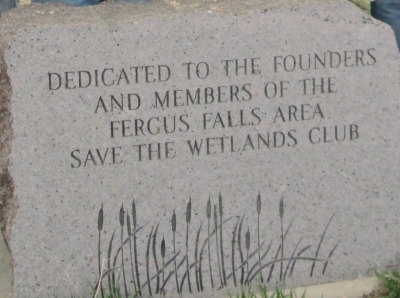 DEDICATED TO THE FOUNDERS
AND MEMBERS OF THE
FERGUS FALLS AREA
SAVE THE WETLANDS CLUB